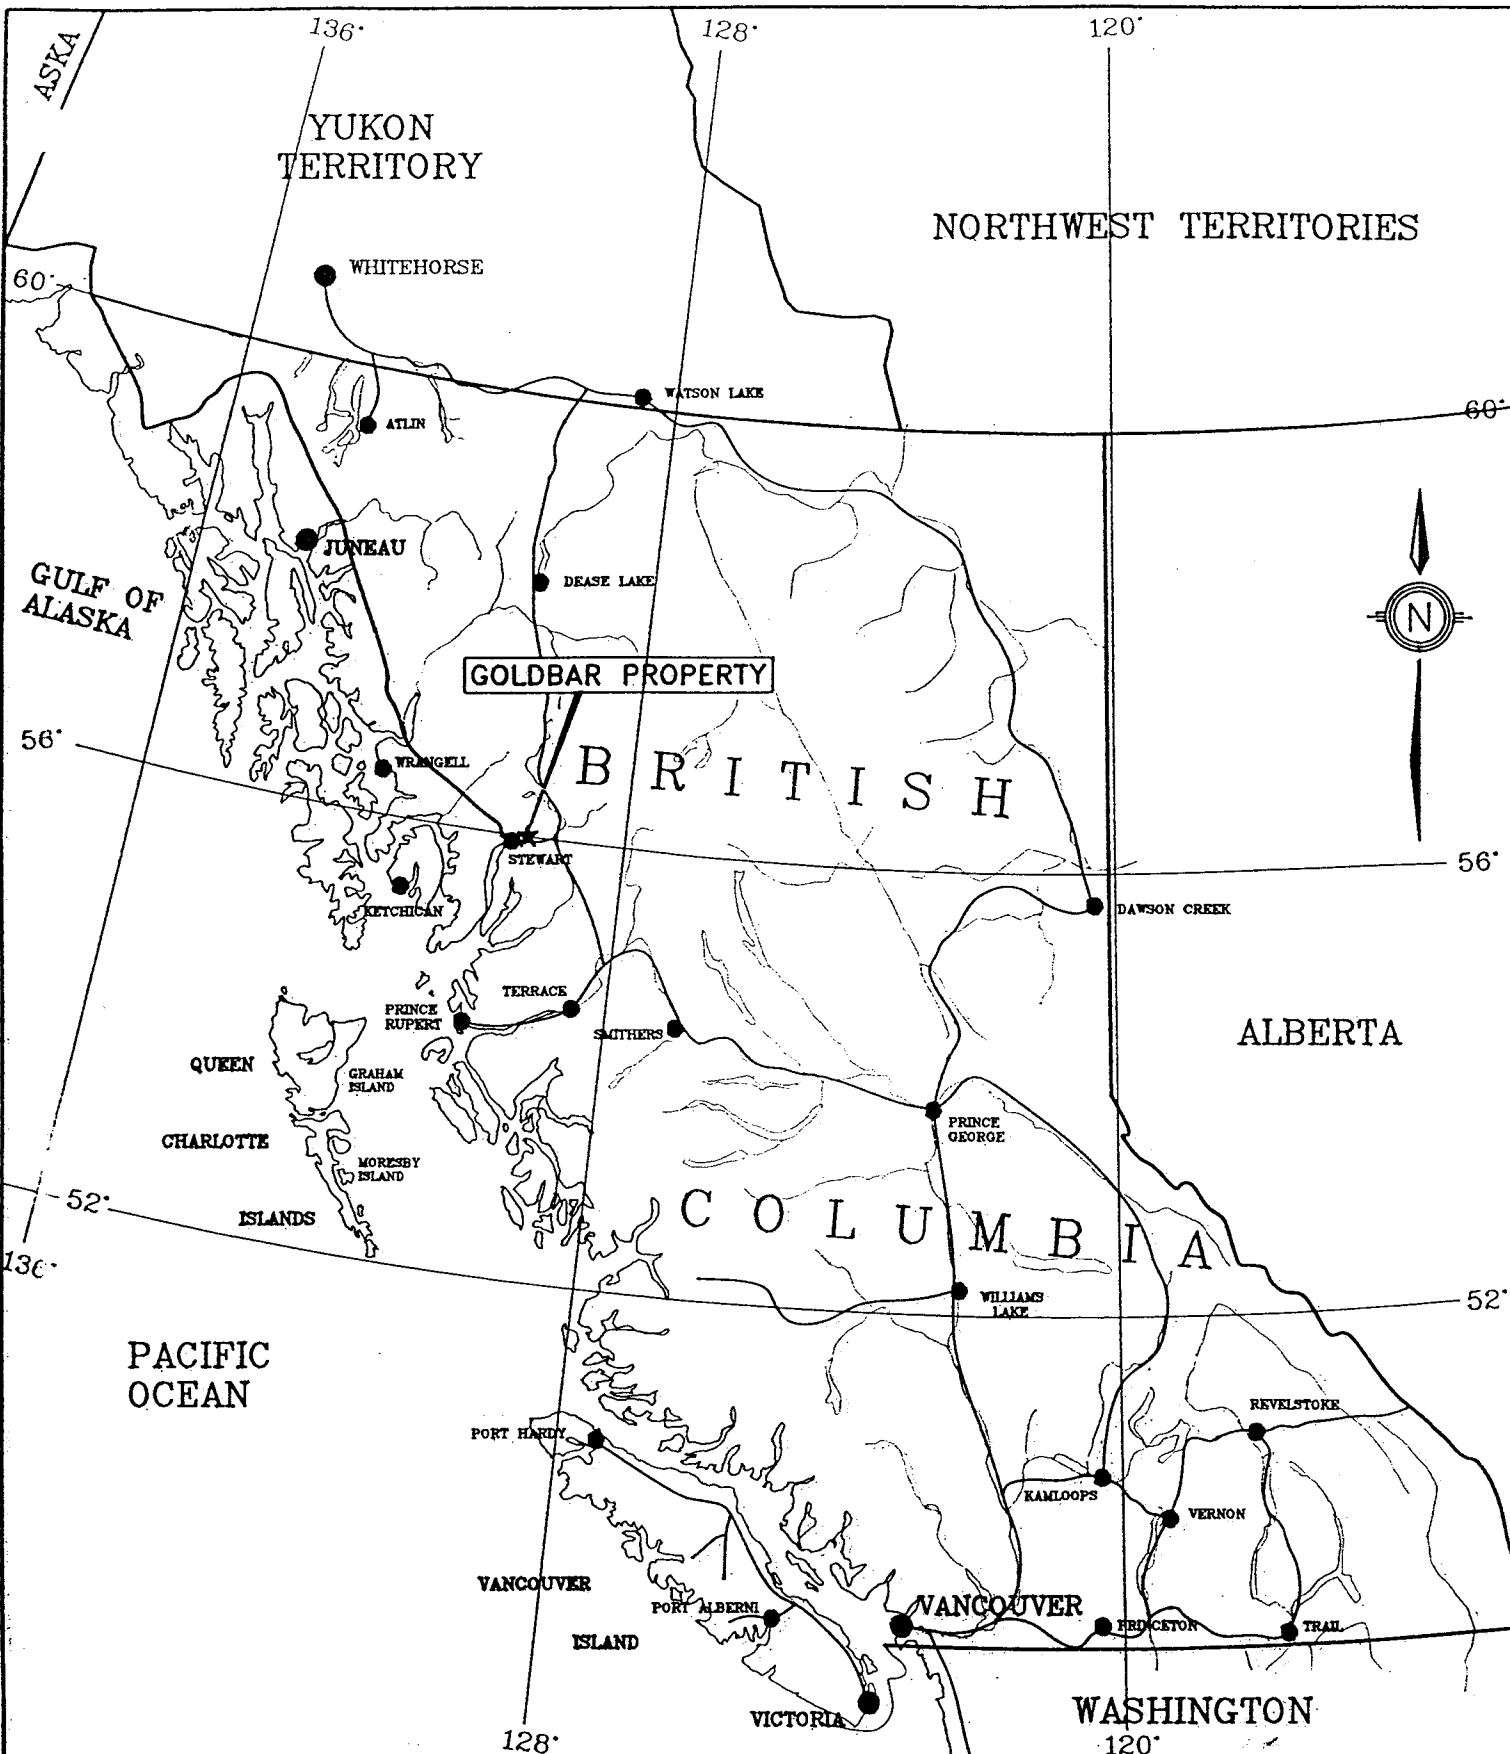 136°
128°
120°
ASKA
YUKON
TERRITORY
NORTHWEST TERRITORIES
WHITEHORSE
60°
WATSON LAKE
60°
ATLIN
JUNEAU
DEASE LAKE
GULF OF
ALASKA
N
GOLDBAR PROPERTY
56°
WRANGELL
BRITISH
STEWART
56°
KETCHICAN
DAWSON CREEK
TERRACE
PRINCE
RUPERT
SMITHERS
ALBERTA
QUEEN
GRAHAM
ISLAND
PRINCE
GEORGE
CHARLOTTE
MORESBY
ISLAND
52°
ISLANDS
COLUMBIA
136°
WILLIAMS
LAKE
52°
PACIFIC
OCEAN
REVELSTOKE
PORT HARDY
KAMLOOPS
VERNON
VANCOUVER
PORT ALBERNI
VANCOUVER
PRINCETON
TRAIL
ISLAND
VICTORIA
WASHINGTON
128°
120°